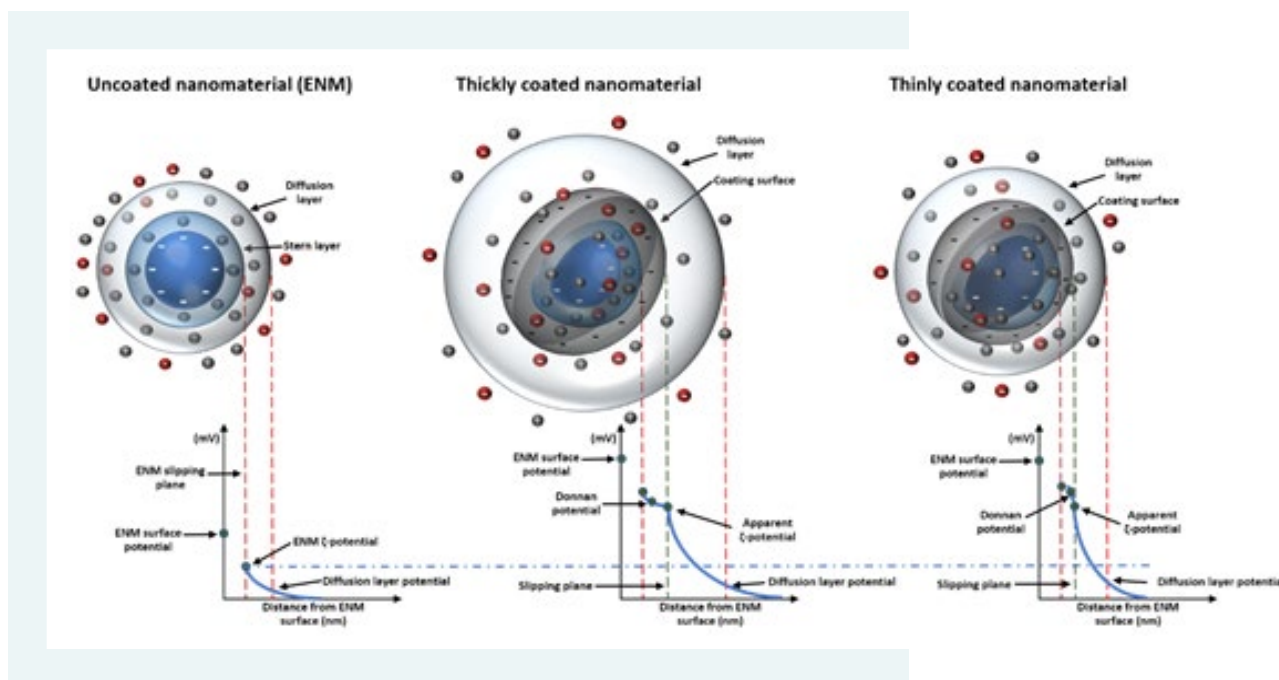 Uncoated nanomaterial (ENM)
Thickly coated nanomaterial
Thinly coated nanomaterial
Diffusion
layer
Stern layer
Diffusion
layer
Coating surface
Diffusion
layer
Coating surface
(mV)
ENM slipping
plane
ENM surface
potential
ENM ζ-potential
Diffusion layer potential
Distance from ENM
surface (nm)
(mV)
ENM surface
potential
Donnan
potential
Apparent
ζ-potential
Slipping plane
Diffusion layer potential
Distance from ENM
surface (nm)
(mV)
ENM surface
potential
Donnan
potential
Apparent
ζ-potential
Slipping plane
Diffusion layer potentia
Distance from ENM
surface (nm)